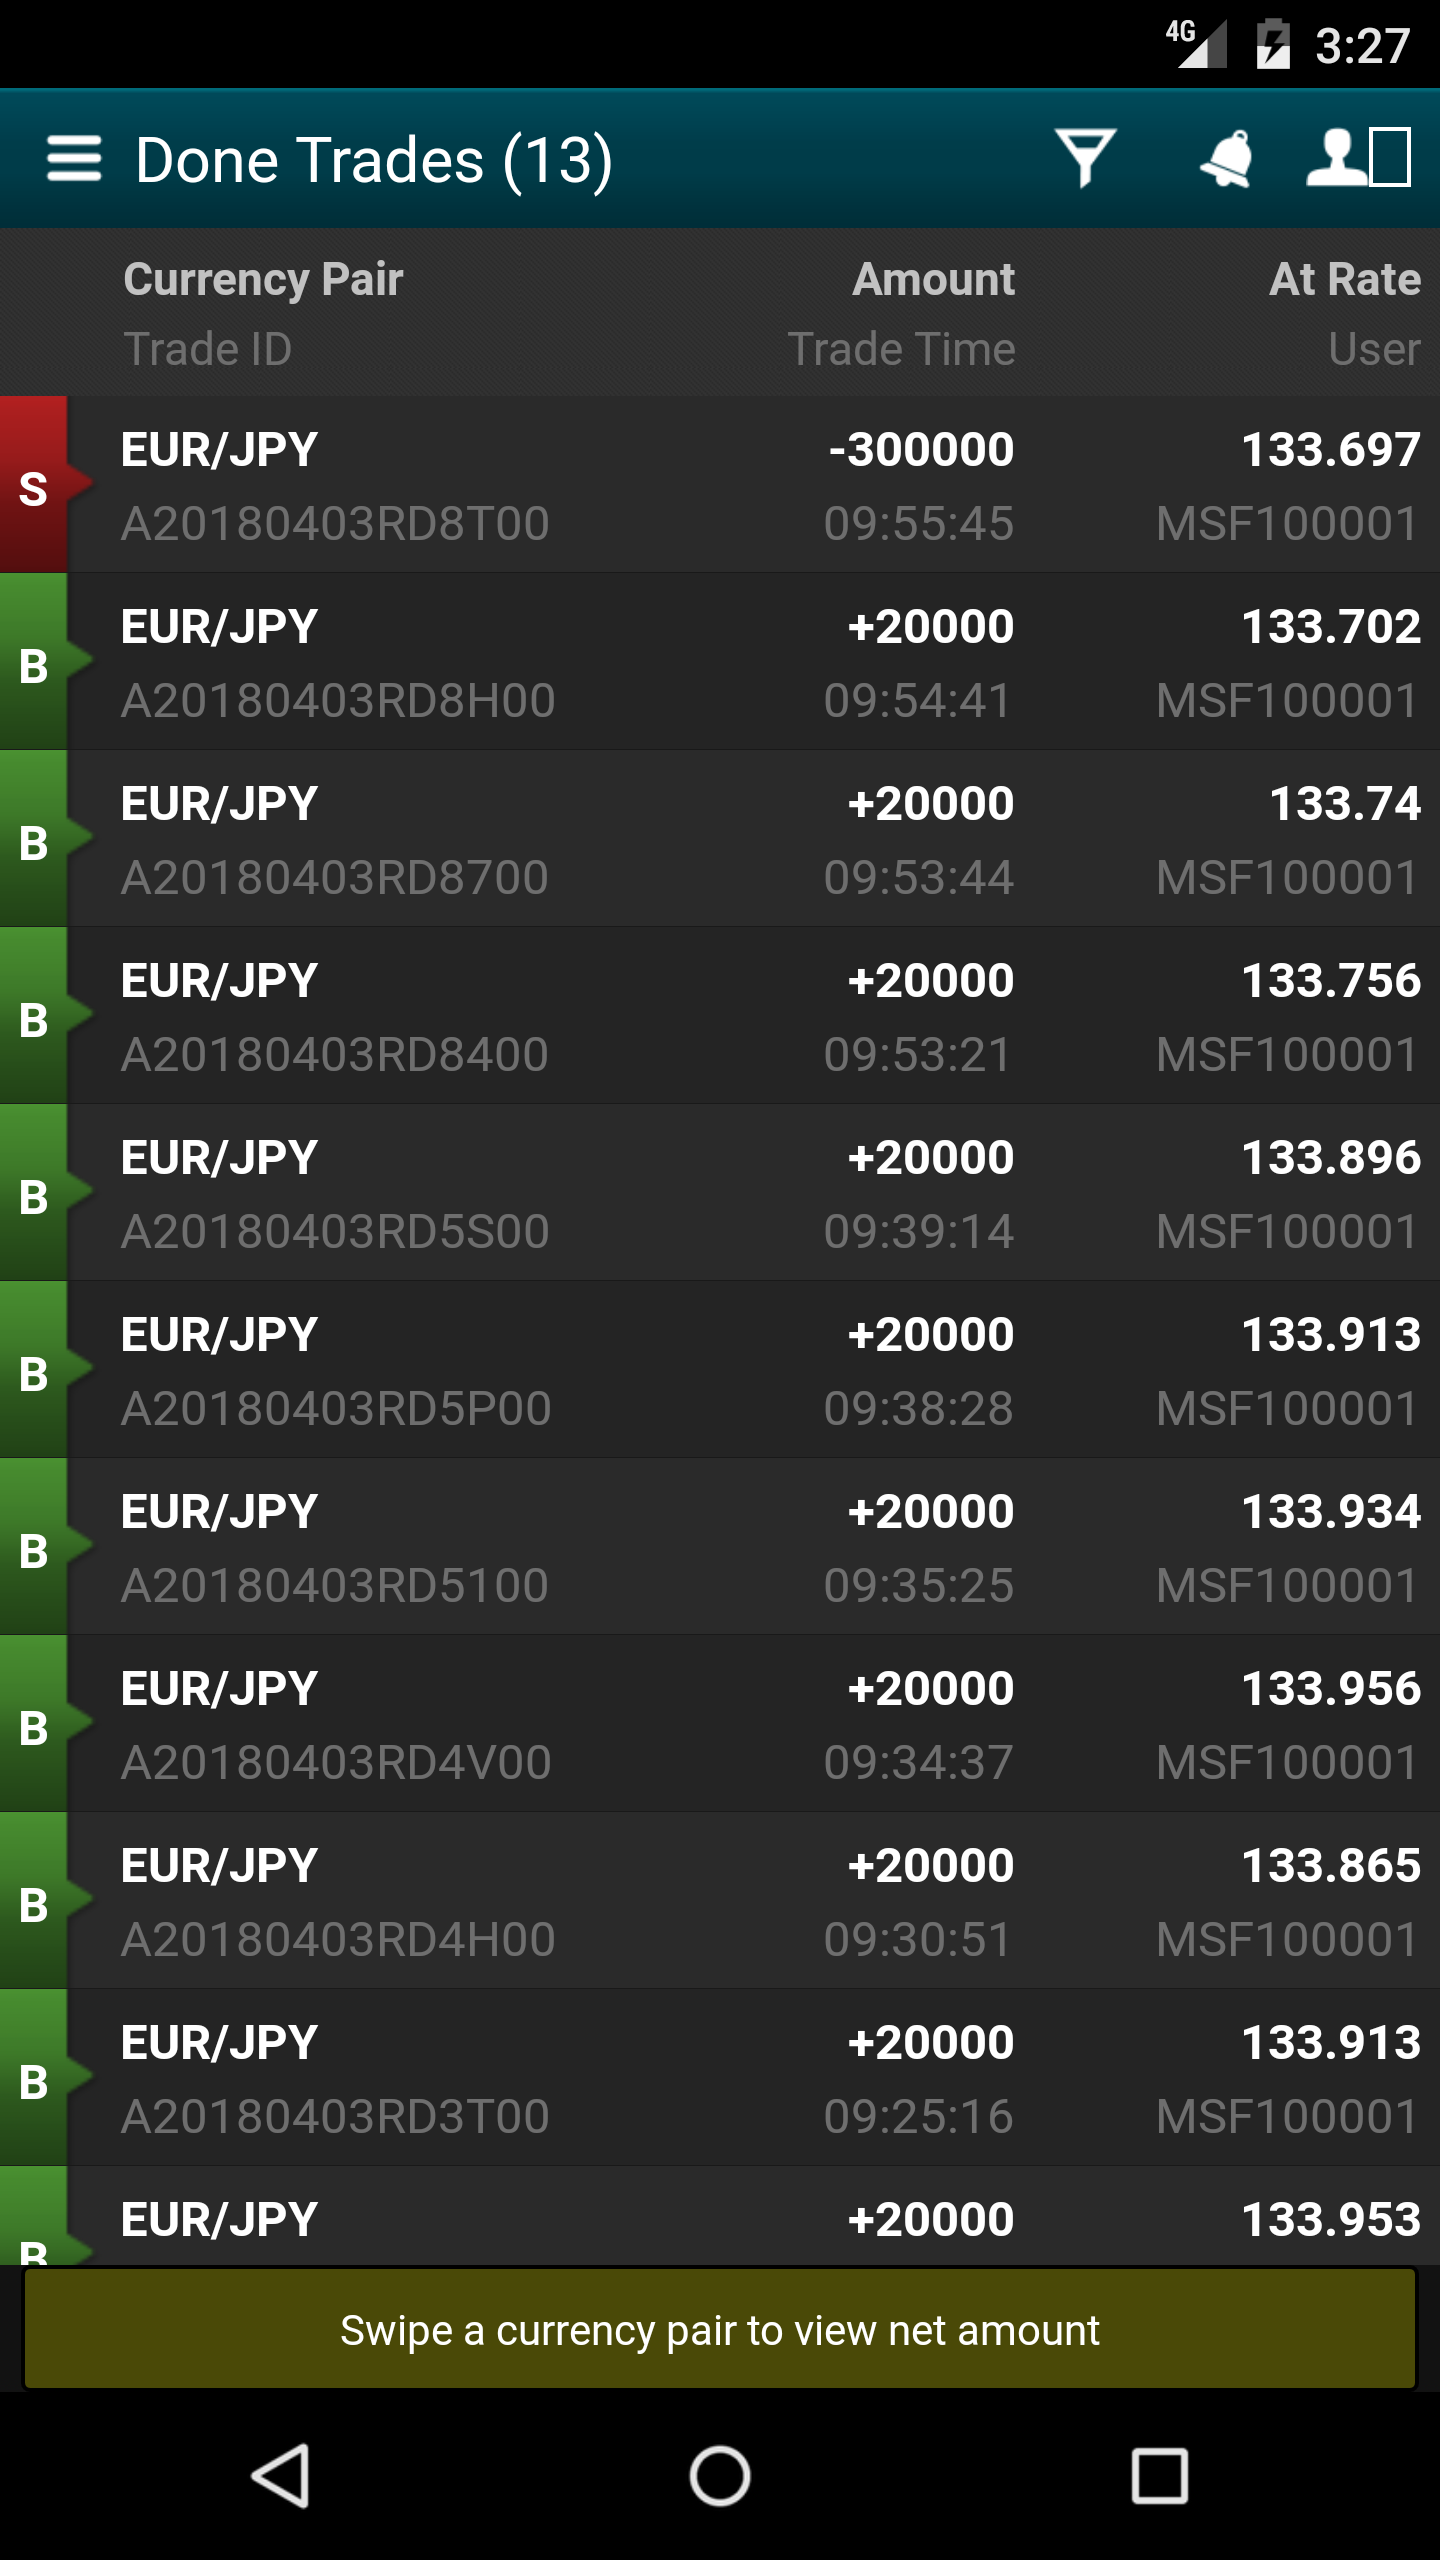 4G 3:27
Done Trades (13)
Currency Pair Amount At Rate
Trade ID Trade Time User
EUR/JPY -300000 133.697
S
A20180403RD8T00 09:55:45 MSF100001
EUR/JPY +20000 133.702
B
A20180403RD8H00 09:54:41 MSF100001
EUR/JPY +20000 133.74
B
A20180403RD8700 09:53:44 MSF100001
EUR/JPY +20000 133.756
B
A20180403RD8400 09:53:21 MSF100001
EUR/JPY +20000 133.896
B
A20180403RD5S00 09:39:14 MSF100001
EUR/JPY +20000 133.913
B
A20180403RD5P00 09:38:28 MSF100001
EUR/JPY +20000 133.934
B
A20180403RD5100 09:35:25 MSF100001
EUR/JPY +20000 133.956
B
A20180403RD4V00 09:34:37 MSF100001
EUR/JPY +20000 133.865
B
A20180403RD4H00 09:30:51 MSF100001
EUR/JPY +20000 133.913
B
A20180403RD3T00 09:25:16 MSF100001
EUR/JPY +20000 133.953
B
Swipe a currency pair to view net amount